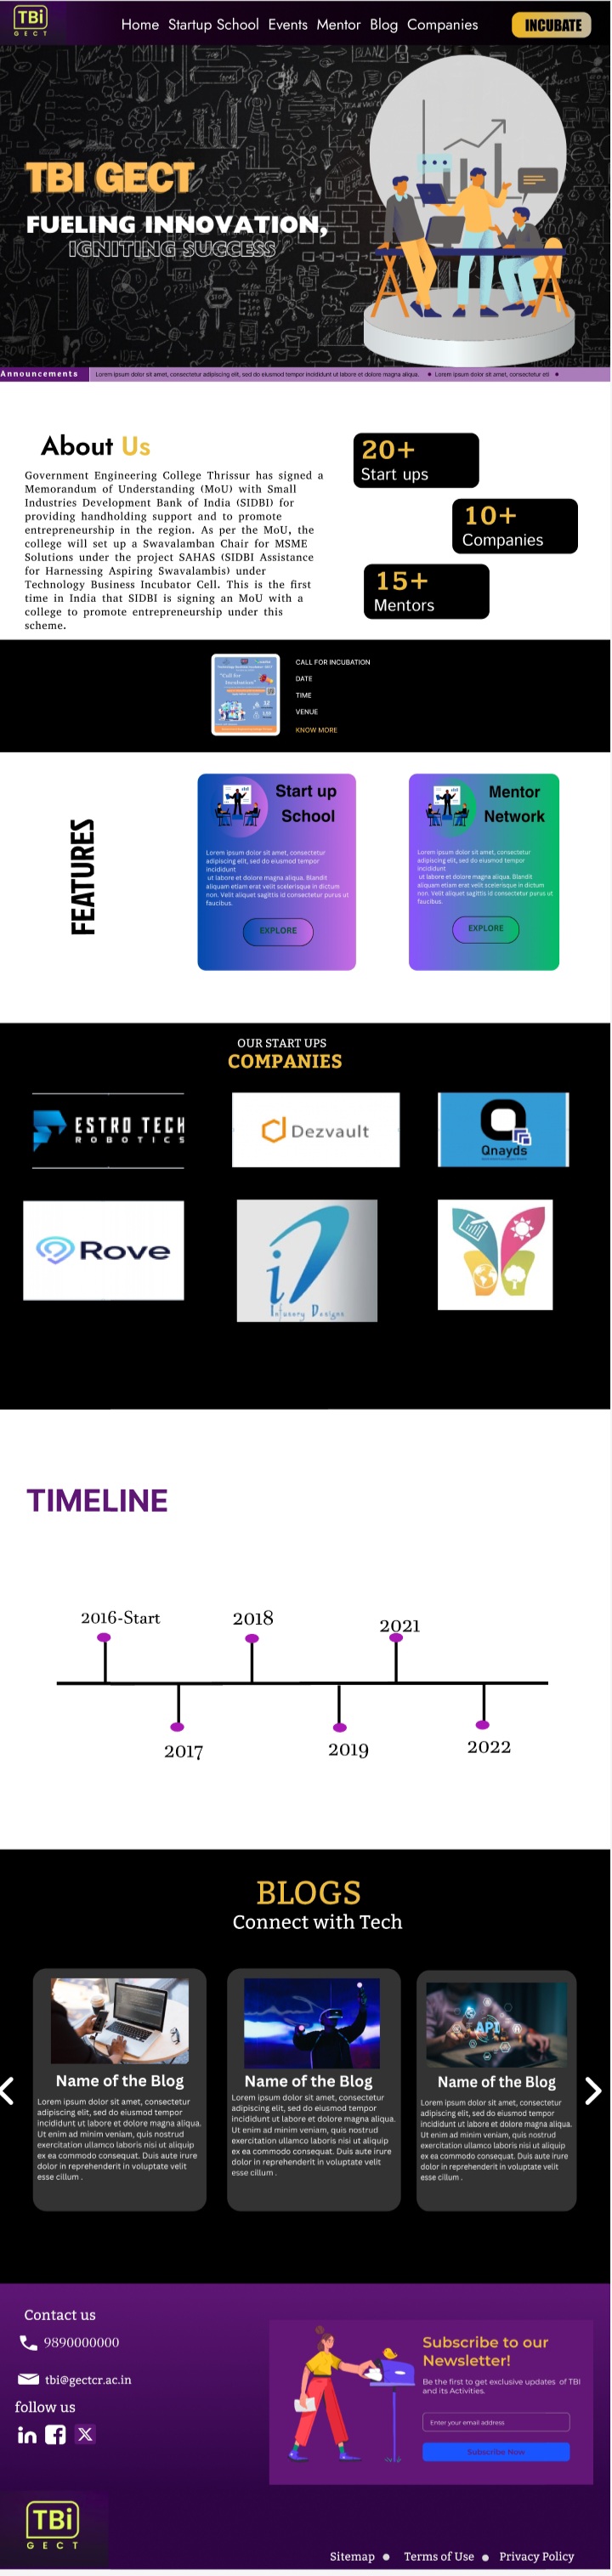 TBi
GECT
Home Startup School Events Mentor Blog Companies
INCUBATE
TBI GECT
FUELING INNOVATION,
IGNITING SUCCESS
Announcements
Lorem ipsum dolor sit amet, consectetur adipiscing elit, sed do eiusmod tempor incididunt ut labore et dolore magna aliqua. • Lorem ipsum dolor sit amet, consectetur eli •
About Us
Government Engineering College Thrissur has signed a
Memorandum of Understanding (MoU) with Small
Industries Development Bank of India (SIDBI) for
providing handholding support and to promote
entrepreneurship in the region. As per the MoU, the
college will set up a Swavalamban Chair for MSME
Solutions under the project SAHAS (SIDBI Assistance
for Harnessing Aspiring Swavalambis) under
Technology Business Incubator Cell. This is the first
time in India that SIDBI is signing an MoU with a
college to promote entrepreneurship under this
scheme.
20+
Start ups
10+
Companies
15+
Mentors
"Call for
Incubation"
CALL FOR INCUBATION
DATE
TIME
VENUE
KNOW MORE
FEATURES
Start up
School
Lorem ipsum dolor sit amet, consectetur
adipiscing elit, sed do eiusmod tempor
incididunt
ut labore et dolore magna aliqua. Blandit
aliquam etiam erat velit scelerisque in dictum
non. Velit aliquet sagittis id consectetur purus ut
faucibus.
EXPLORE
Mentor
Network
Lorem ipsum dolor sit amet, consectetur
adipiscing elit, sed do eiusmod tempor
incididunt
ut labore et dolore magna aliqua. Blandit
aliquam etiam erat velit scelerisque in dictum
non. Velit aliquet sagittis id consectetur purus ut
faucibus.
EXPLORE
OUR START UPS
COMPANIES
ESTRO TECH
ROBOTICS
Dezvault
Qnayds
Rove
Infusory Designs
TIMELINE
2016-Start
2018
2021
2017
2019
2022
BLOGS
Connect with Tech
Name of the Blog
Lorem ipsum dolor sit amet, consectetur
adipiscing elit, sed do eiusmod tempor
incididunt ut labore et dolore magna aliqua.
Ut enim ad minim veniam, quis nostrud
exercitation ullamco laboris nisi ut aliquip
ex ea commodo consequat. Duis aute irure
dolor in reprehenderit in voluptate velit
esse cillum .
Name of the Blog
Lorem ipsum dolor sit amet, consectetur
adipiscing elit, sed do eiusmod tempor
incididunt ut labore et dolore magna aliqua.
Ut enim ad minim veniam, quis nostrud
exercitation ullamco laboris nisi ut aliquip
ex ea commodo consequat. Duis aute irure
dolor in reprehenderit in voluptate velit
esse cillum .
API
Name of the Blog
Lorem ipsum dolor sit amet, consectetur
adipiscing elit, sed do eiusmod tempor
incididunt ut labore et dolore magna aliqua.
Ut enim ad minim veniam, quis nostrud
exercitation ullamco laboris nisi ut aliquip
ex ea commodo consequat. Duis aute irure
dolor in reprehenderit in voluptate velit
esse cillum .
Contact us
9890000000
tbi@gectcr.ac.in
follow us
Subscribe to our
Newsletter!
Be the first to get exclusive updates of TBI
and its Activities.
Enter your email address
Subscribe Now
TBi
GECT
Sitemap • Terms of Use • Privacy Policy